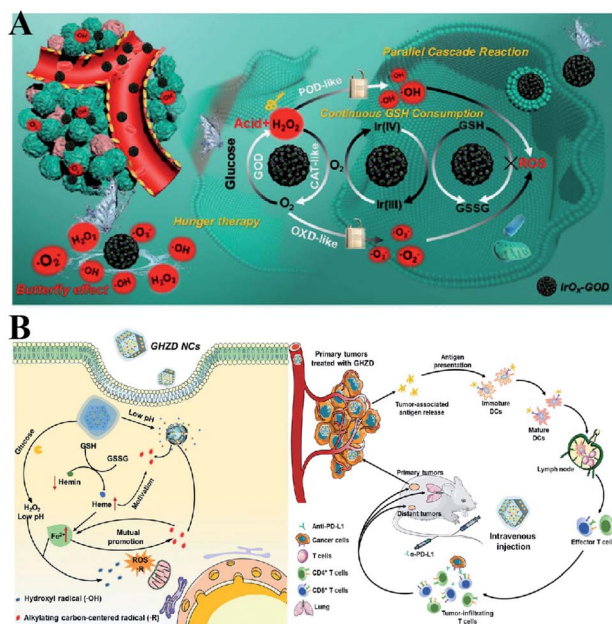 A
Parallel Cascade Reaction
POD-like
·OH
·OH
·OH
Continuous GSH Consumption
Acid+
H₂O₂
Ir(IV)
GSH
Glucose
GOD
CAT-like
O₂
ROS
O₂
Ir(III)
GSSG
Hunger therapy
OXD-like
·O₂⁻
·O₂⁻
·O₂⁻
H₂O₂
·O₂⁻
·OH
·O₂⁻
·OH
H₂O₂
·OH
Butterfly effect
IrOₓ-GOD
B
GHZD NCs
Low pH
Glucose
GSH
GSSG
Hemin
Heme
Motivation
H₂O₂
Low pH
Fe²⁺
Mutual
promotion
ROS
·R
Hydroxyl radical (·OH)
Alkylating carbon-centered radical (·R)
Primary tumors
treated with GHZD
Tumor-associated
antigen release
Antigen
presentation
Immature
DCs
Mature
DCs
Lymph node
Primary tumors
Distant tumors
α-PD-L1
Intravenous
injection
Effector T cells
Tumor-infiltrating
T cells
Anti-PD-L1
Cancer cells
T cells
CD4⁺ T cells
CD8⁺ T cells
Lung